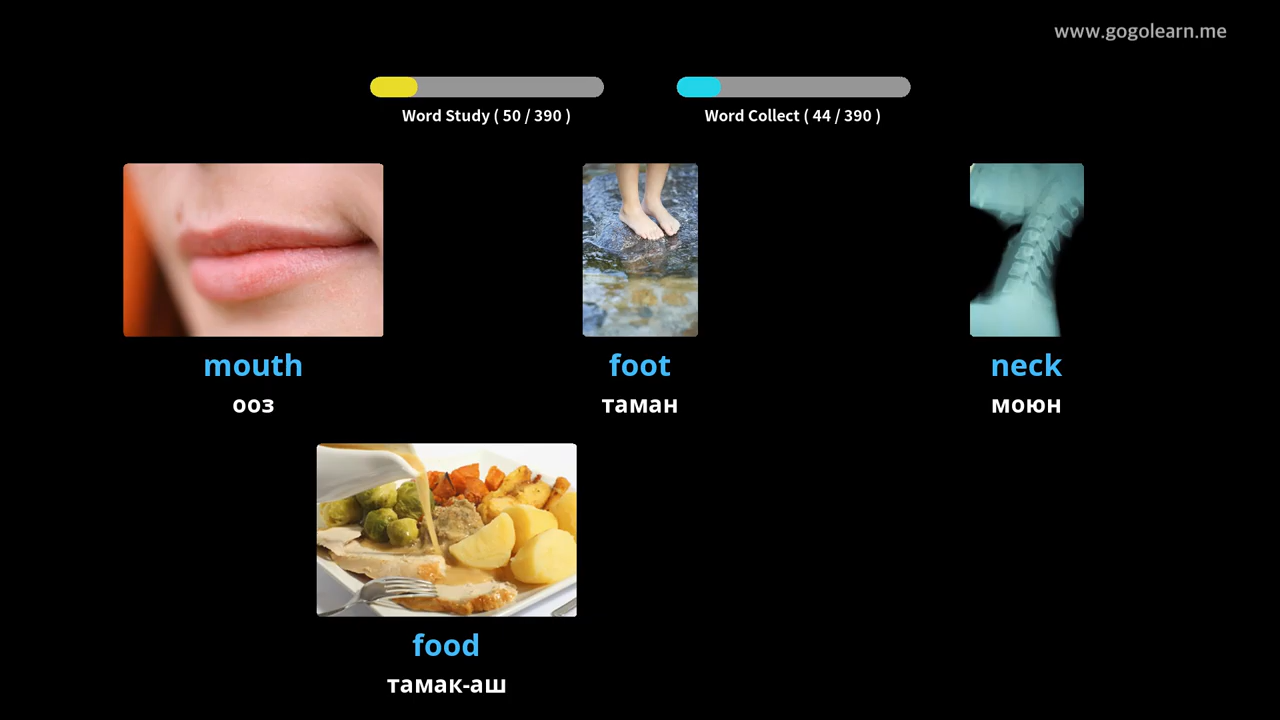 www.gogolearn.me
Word Study ( 50 / 390 )
Word Collect ( 44 / 390 )
mouth
ооз
foot
таман
neck
моюн
food
тамак-аш